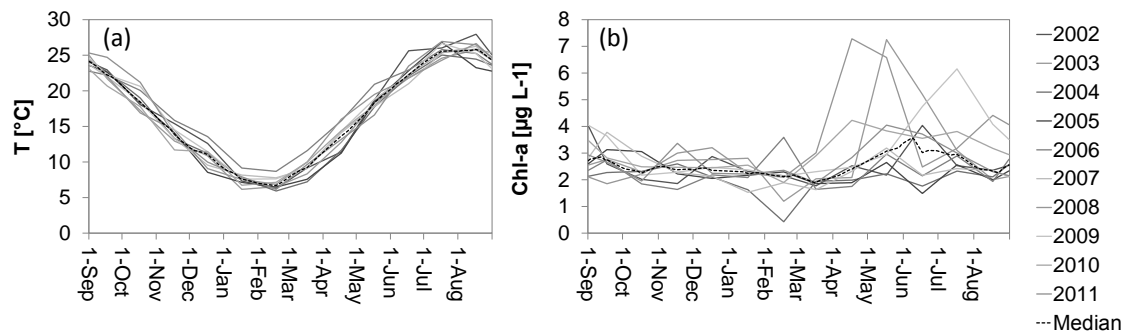 (a)
T [°C]
30
25
20
15
10
5
0
1-Sep
1-Oct
1-Nov
1-Dec
1-Jan
1-Feb
1-Mar
1-Apr
1-May
1-Jun
1-Jul
1-Aug
(b)
Chl-a [µg L-1]
8
7
6
5
4
3
2
1
0
1-Sep
1-Oct
1-Nov
1-Dec
1-Jan
1-Feb
1-Mar
1-Apr
1-May
1-Jun
1-Jul
1-Aug
2002
2003
2004
2005
2006
2007
2008
2009
2010
2011
Median